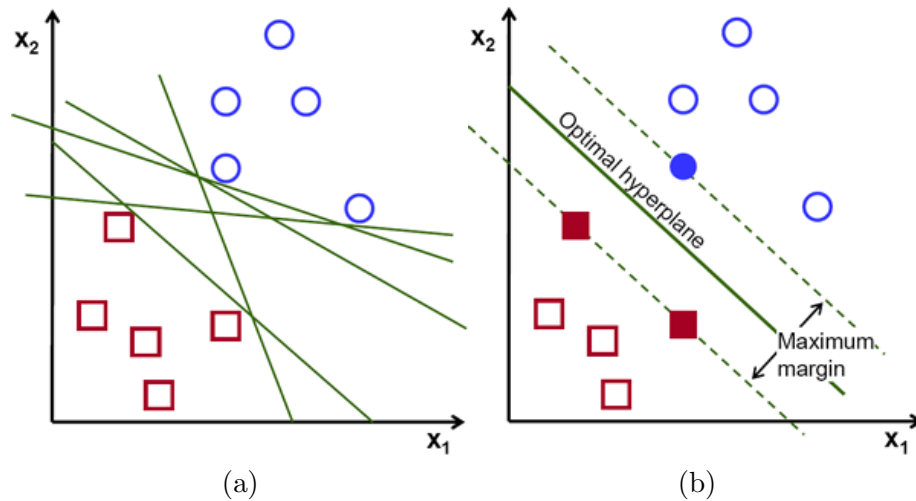 x2
x1
(a)
x2
Optimal hyperplane
Maximum
margin
x1
(b)